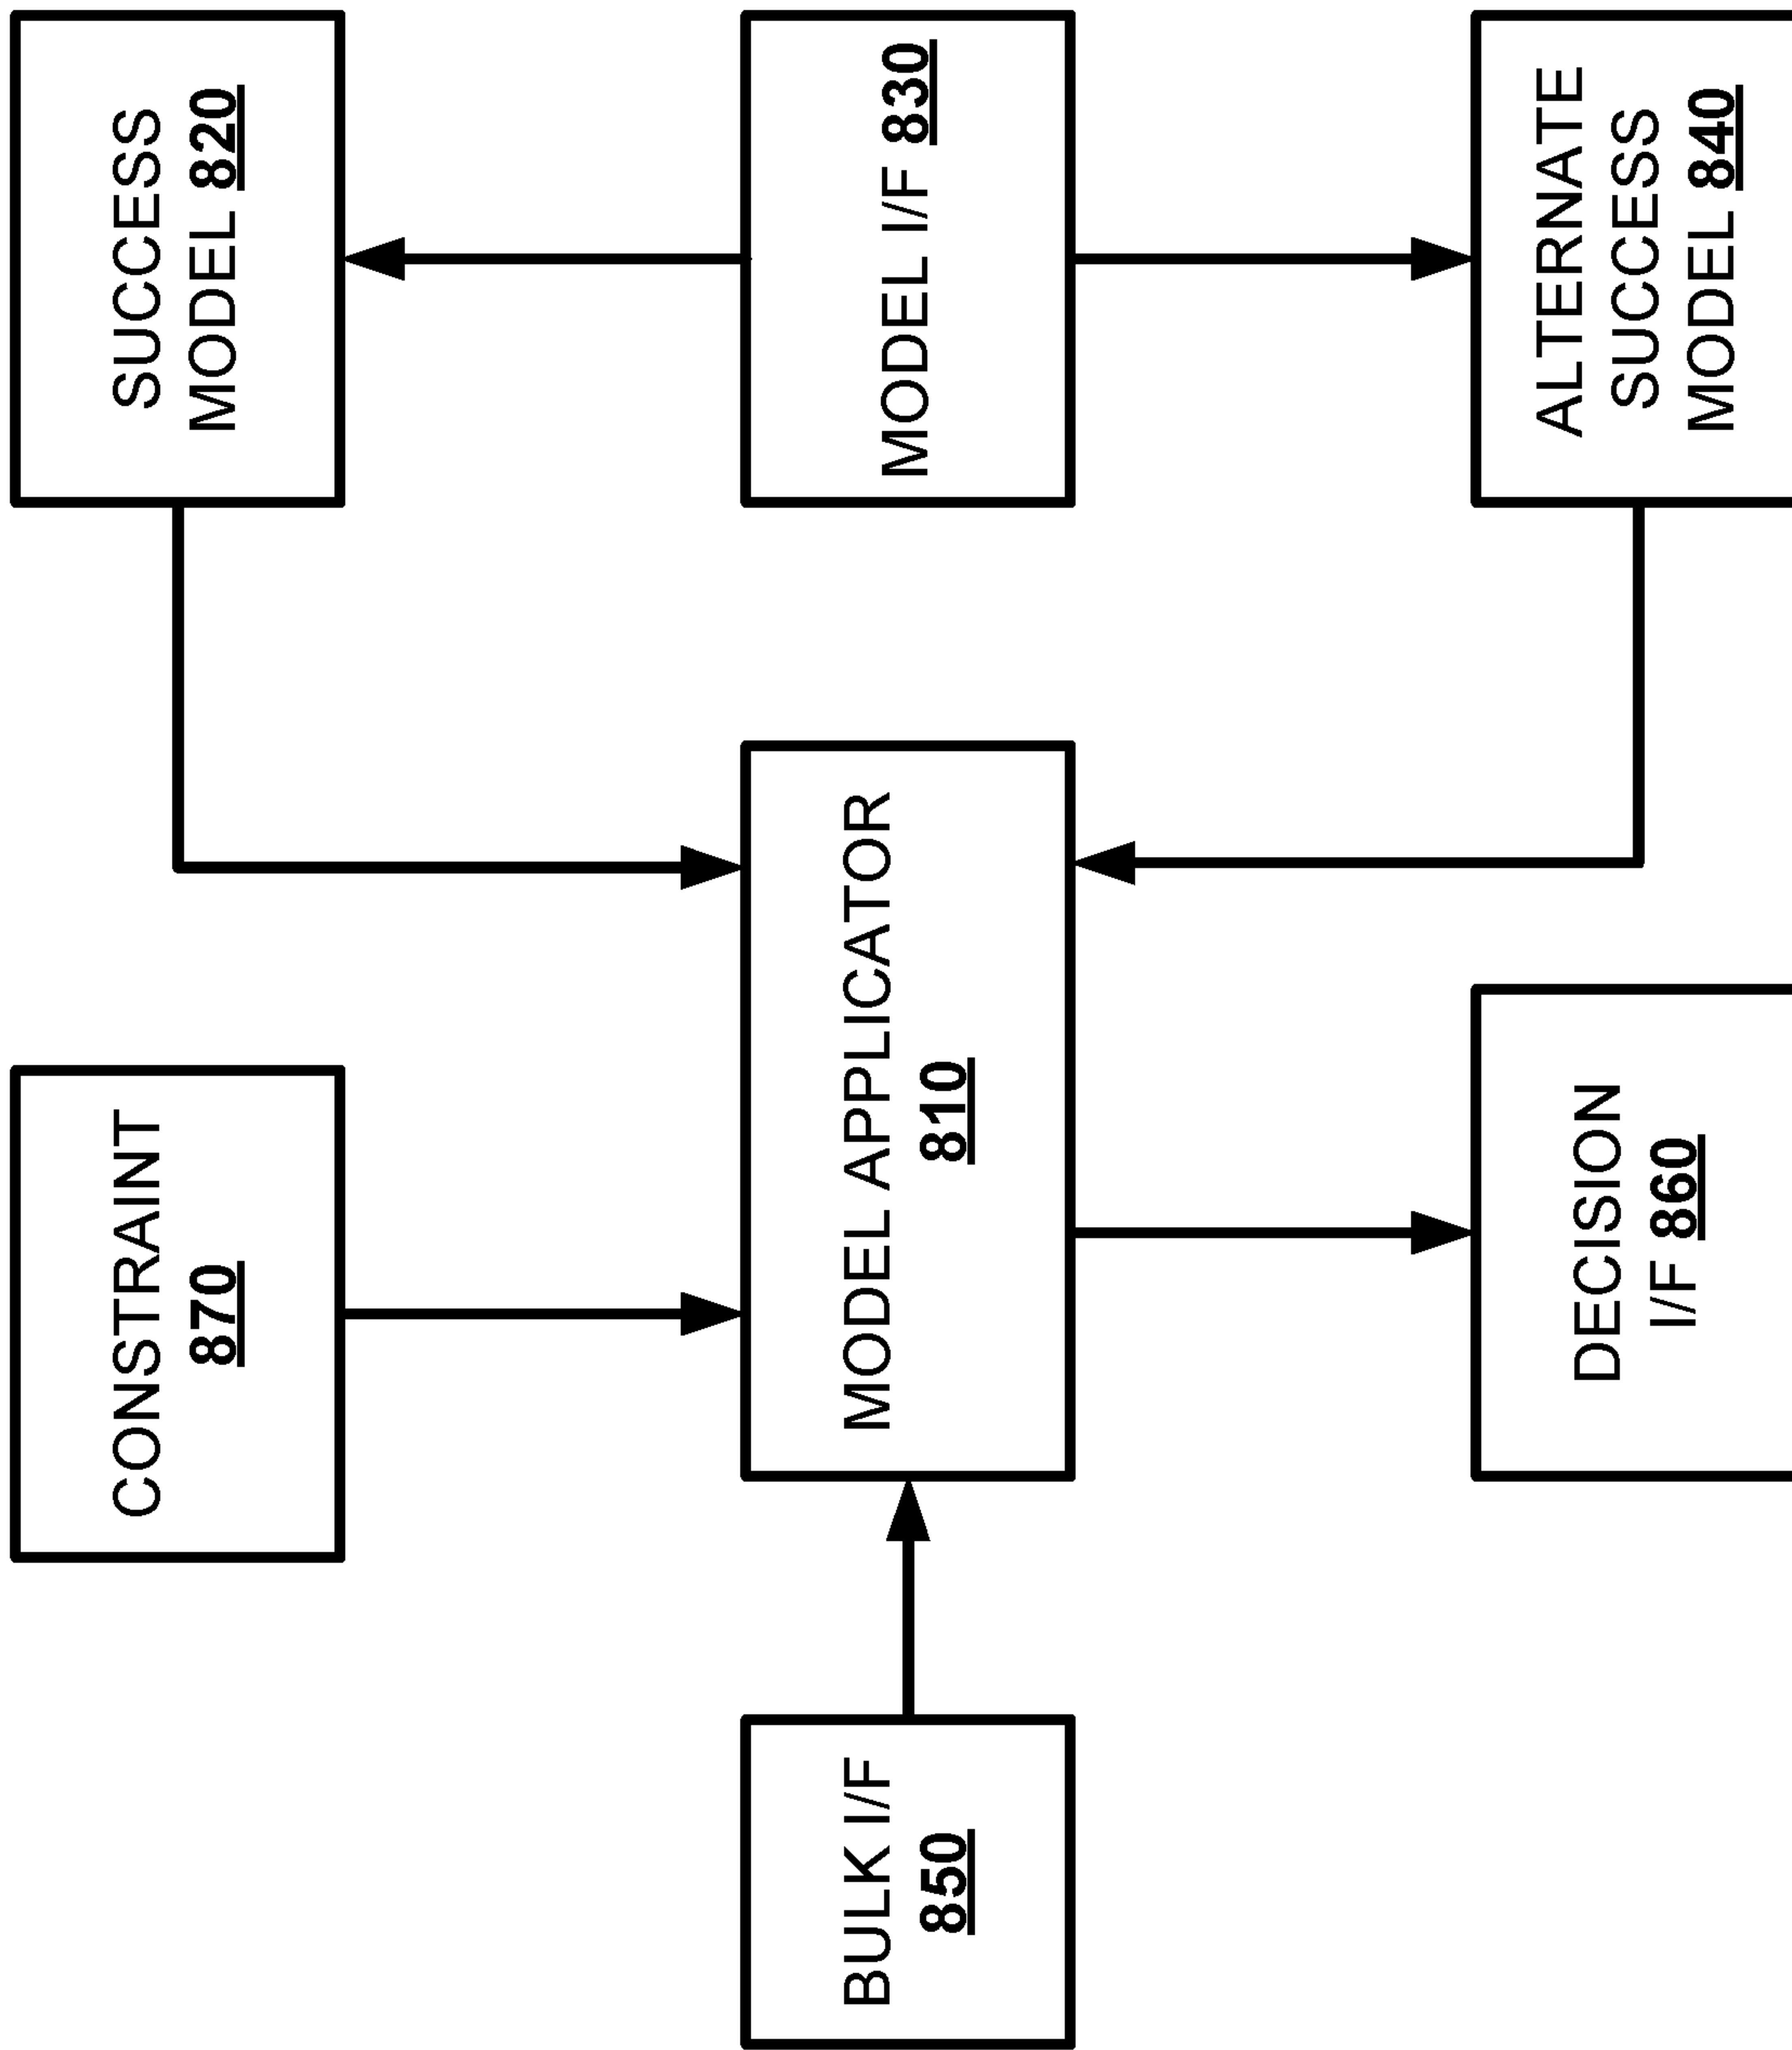 CONSTRAINT
870
SUCCESS
MODEL 820
BULK I/F
850
MODEL APPLICATOR
810
MODEL I/F 830
DECISION
I/F 860
ALTERNATE
SUCCESS
MODEL 840